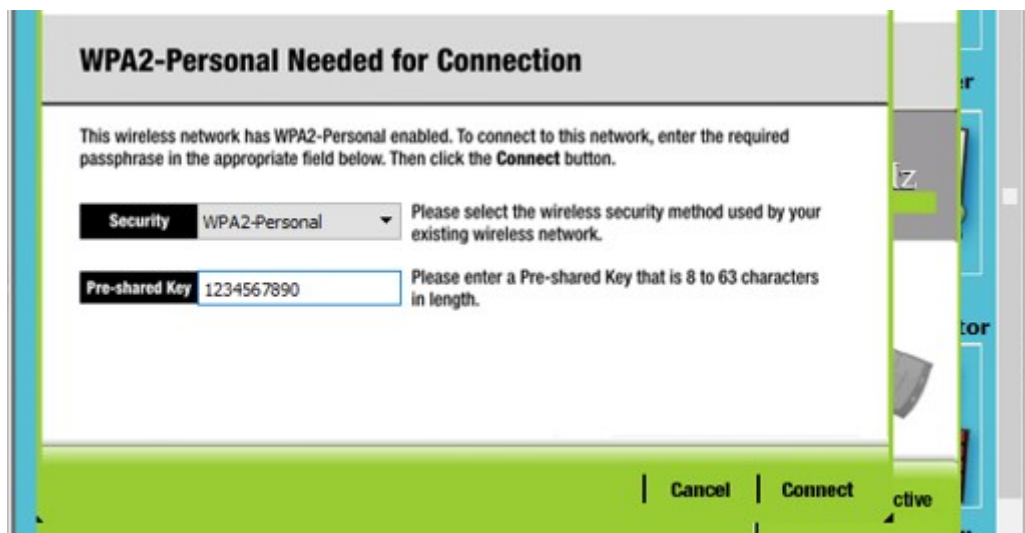 WPA2-Personal Needed for Connection
This wireless network has WPA2-Personal enabled. To connect to this network, enter the required
passphrase in the appropriate field below. Then click the Connect button.
Security WPA2-Personal Please select the wireless security method used by your
existing wireless network.
Pre-shared Key 1234567890 Please enter a Pre-shared Key that is 8 to 63 characters
in length.
Cancel Connect
ctive
tor